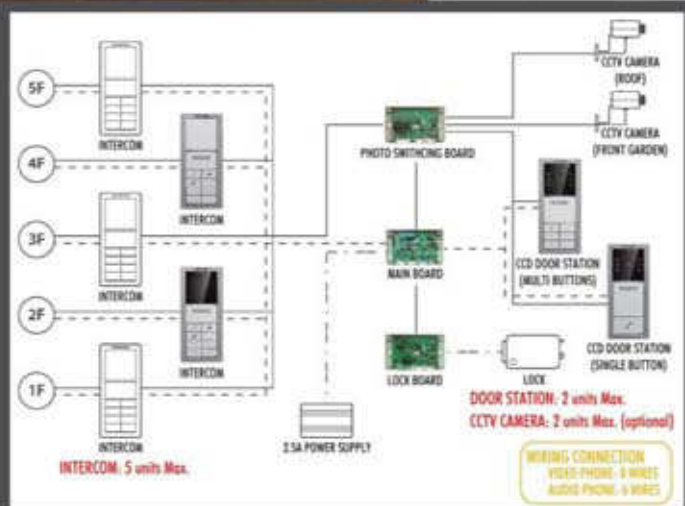 5F
INTERCOM
4F
INTERCOM
3F
INTERCOM
2F
INTERCOM
1F
INTERCOM
INTERCOM: 5 units Max.
PHOTO SWITHCING BOARD
MAIN BOARD
LOCK BOARD
2.5A POWER SUPPLY
CCTV CAMERA
(ROOF)
CCTV CAMERA
(FRONT GARDEN)
CCD DOOR STATION
(MULTI BUTTONS)
CCD DOOR STATION
(SINGLE BUTTON)
LOCK
DOOR STATION: 2 units Max.
CCTV CAMERA: 2 units Max. (optional)
WIRING CONNECTION
VIDEO PHONE: 8 WIRES
AUDIO PHONE: 6 WIRES